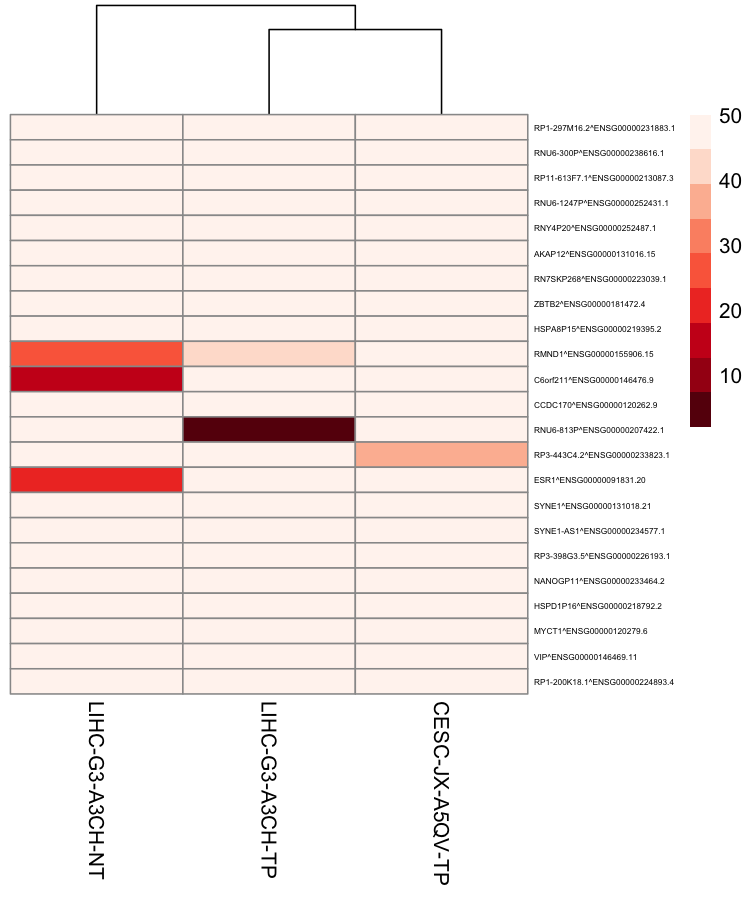 RP1-297M16.2^ENSG00000231883.1
RNU6-300P^ENSG00000238616.1
RP11-613F7.1^ENSG00000213087.3
RNU6-1247P^ENSG00000252431.1
RNY4P20^ENSG00000252487.1
AKAP12^ENSG00000131016.15
RN7SKP268^ENSG00000223039.1
ZBTB2^ENSG00000181472.4
HSPA8P15^ENSG00000219395.2
RMND1^ENSG00000155906.15
C6orf211^ENSG00000146476.9
CCDC170^ENSG00000120262.9
RNU6-813P^ENSG00000207422.1
RP3-443C4.2^ENSG00000233823.1
ESR1^ENSG00000091831.20
SYNE1^ENSG00000131018.21
SYNE1-AS1^ENSG00000234577.1
RP3-398G3.5^ENSG00000226193.1
NANOGP11^ENSG00000233464.2
HSPD1P16^ENSG00000218792.2
MYCT1^ENSG00000120279.6
VIP^ENSG00000146469.11
RP1-200K18.1^ENSG00000224893.4
50
40
30
20
10
LIHC-G3-A3CH-NT
LIHC-G3-A3CH-TP
CESC-JX-A5QV-TP